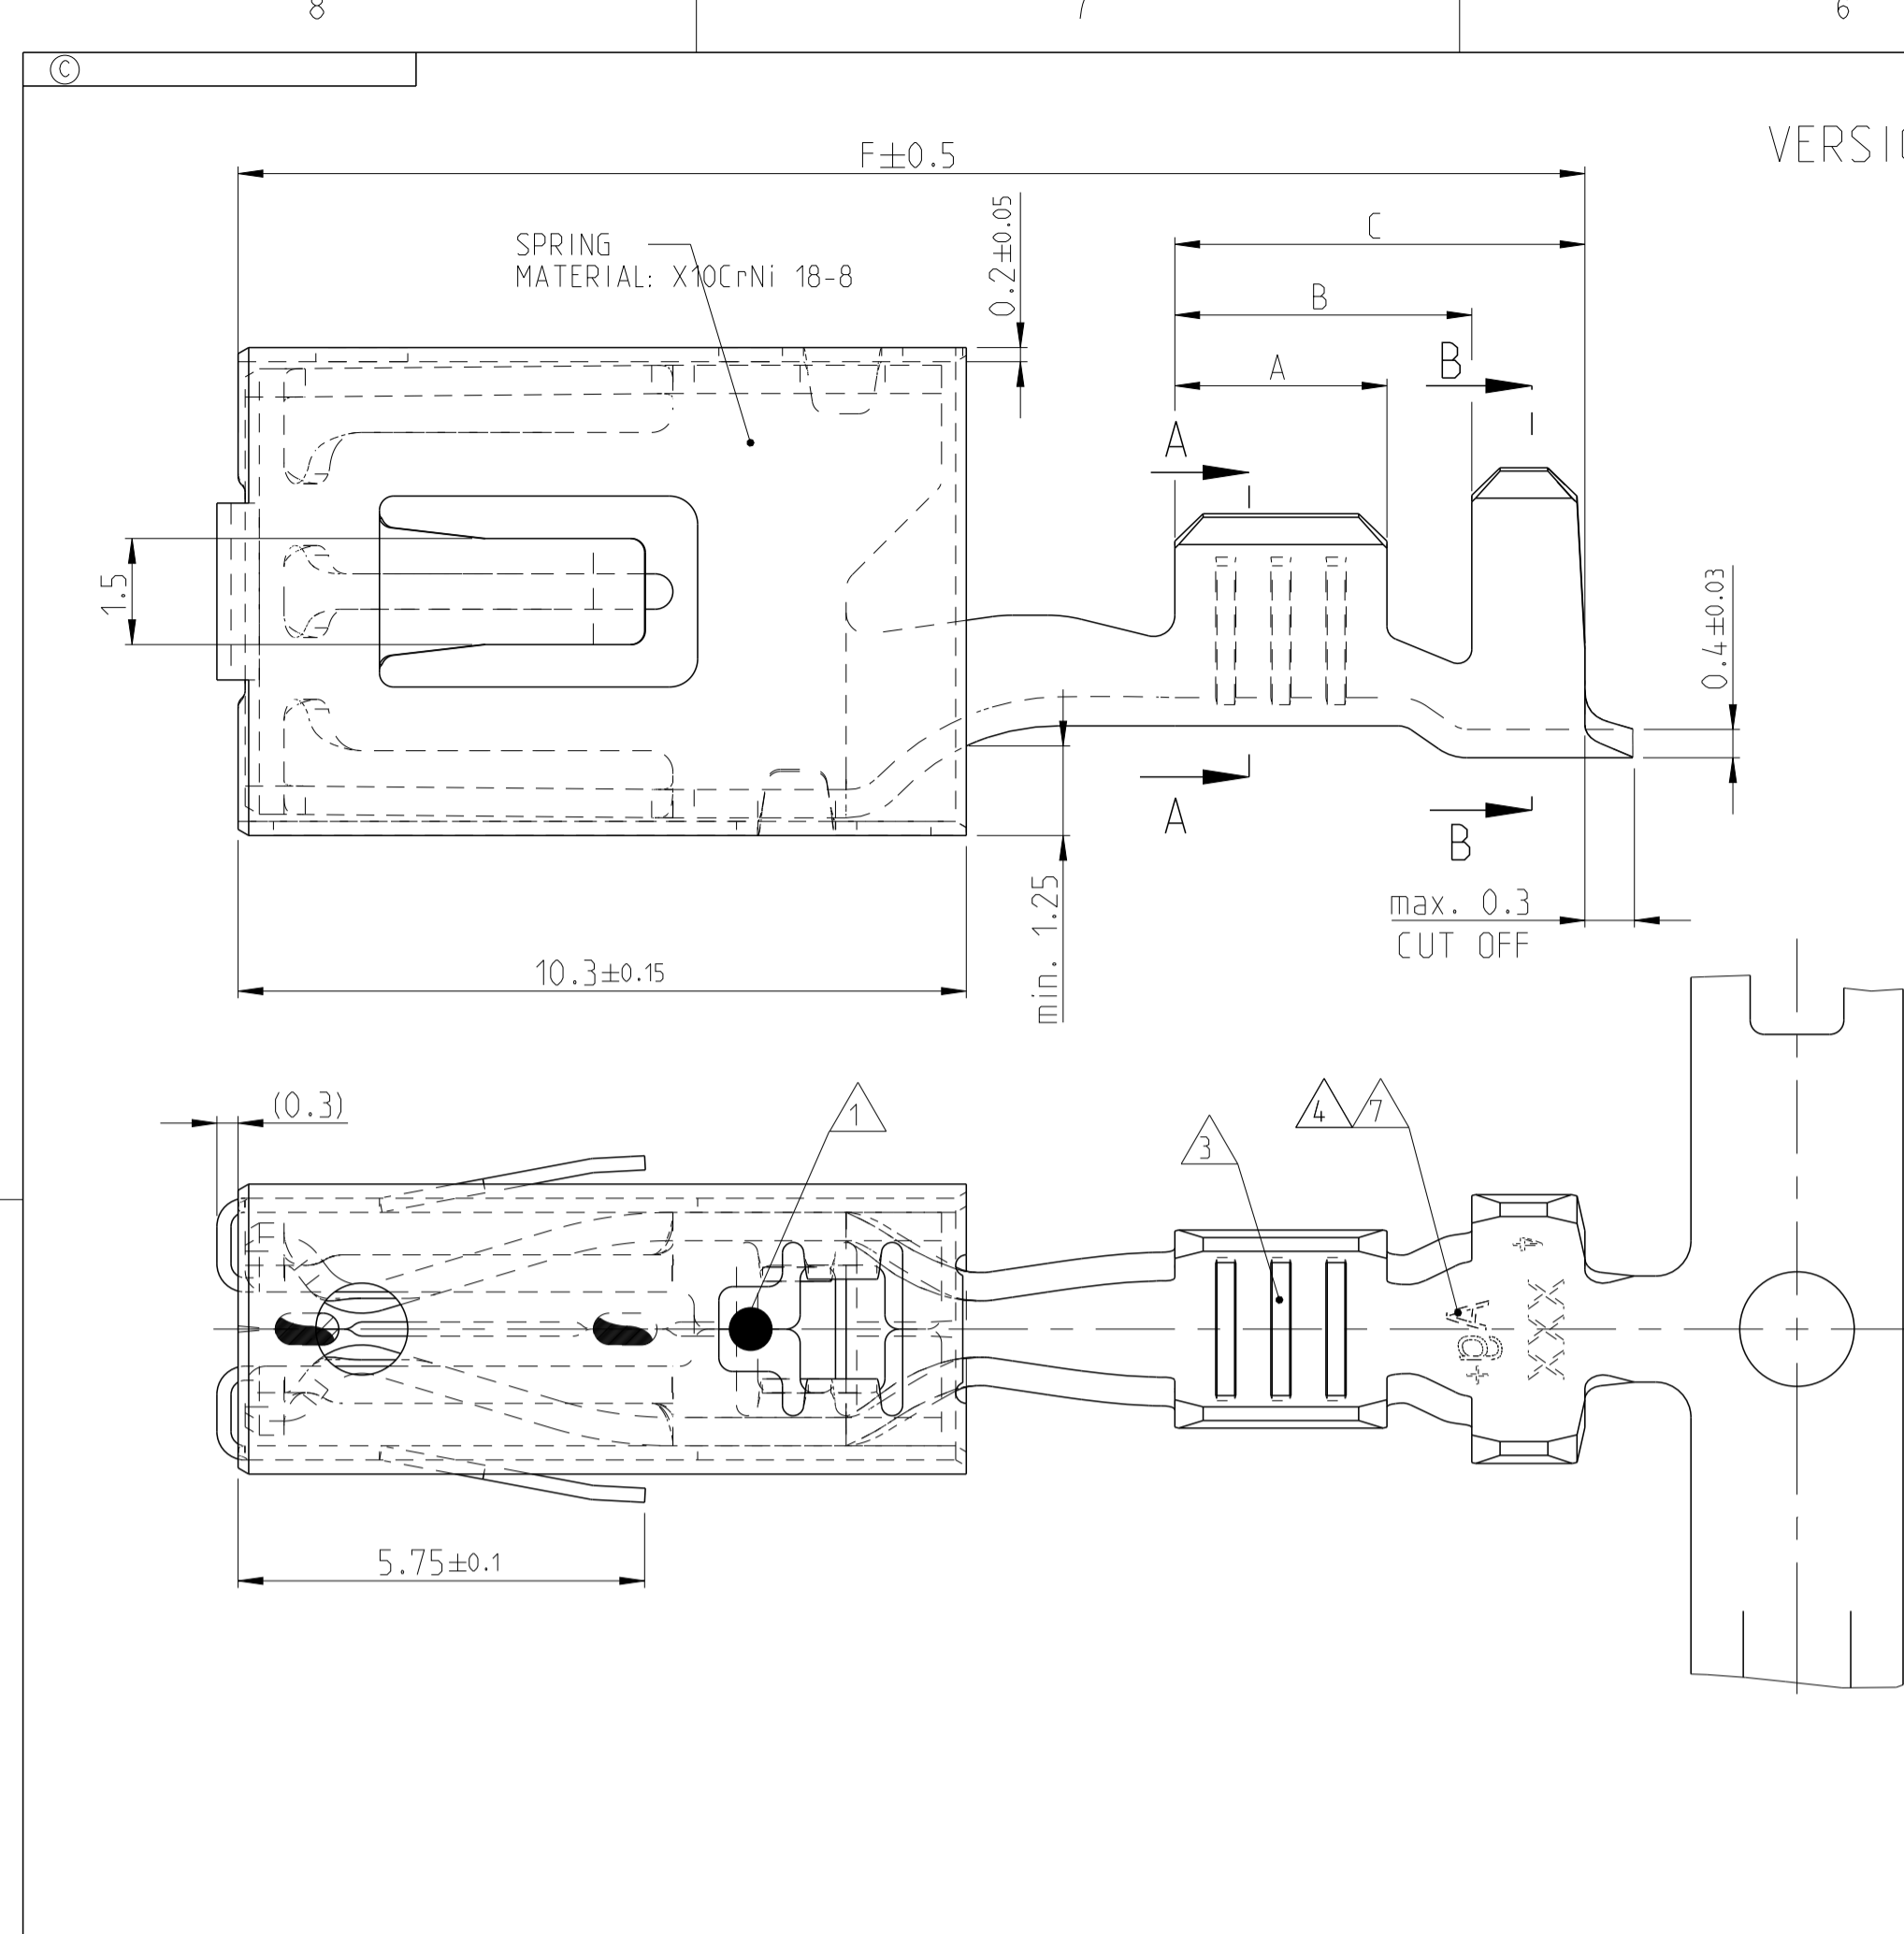 8 7 6
©
VERSI
F±0.5
C
SPRING
MATERIAL: X10CrNi 18-8
0.2±0.05
B
A
B
A
1.5
0.4±0.03
A
B
max. 0.3
CUT OFF
min. 1.25
10.3±0.15
(0.3)
1
4 7
3
4
XXX
5.75±0.1